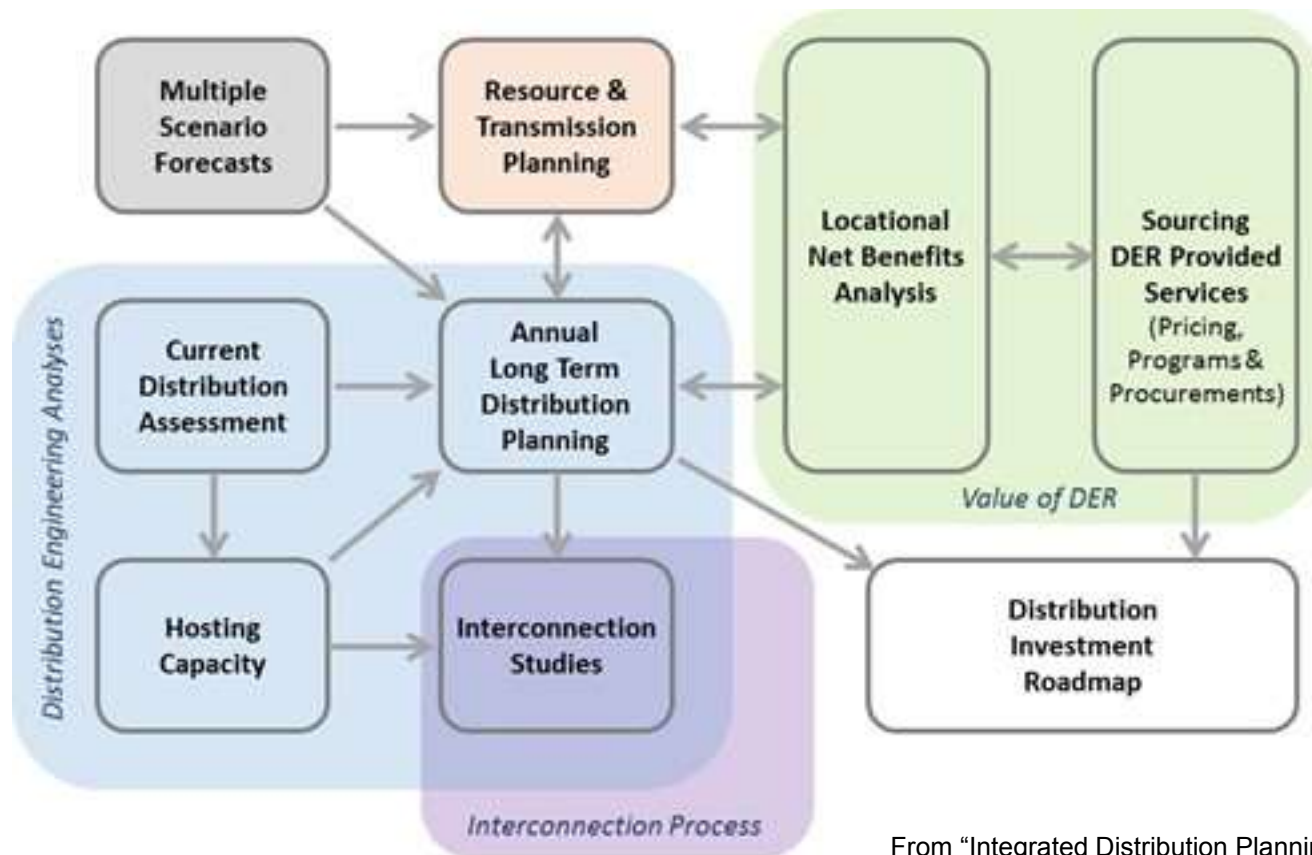 Multiple
Scenario
Forecasts
Resource &
Transmission
Planning
Locational
Net Benefits
Analysis
Sourcing
DER Provided
Services
(Pricing,
Programs &
Procurements)
Value of DER
Distribution Engineering Analyses
Current
Distribution
Assessment
Annual
Long Term
Distribution
Planning
Hosting
Capacity
Interconnection
Studies
Interconnection Process
Distribution
Investment
Roadmap
From “Integrated Distribution